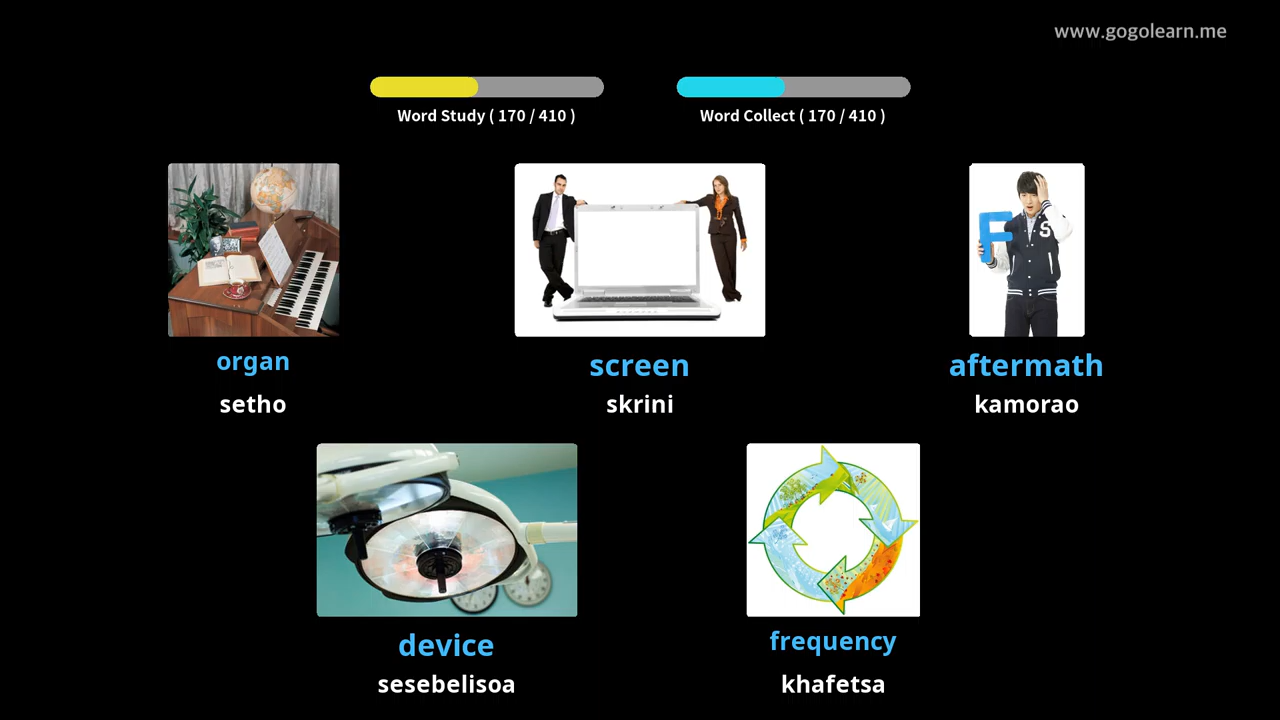 www.gogolearn.me
Word Study ( 170 / 410 )
Word Collect ( 170 / 410 )
organ
setho
screen
skrini
aftermath
kamorao
F
S
device
sesebelisoa
frequency
khafetsa